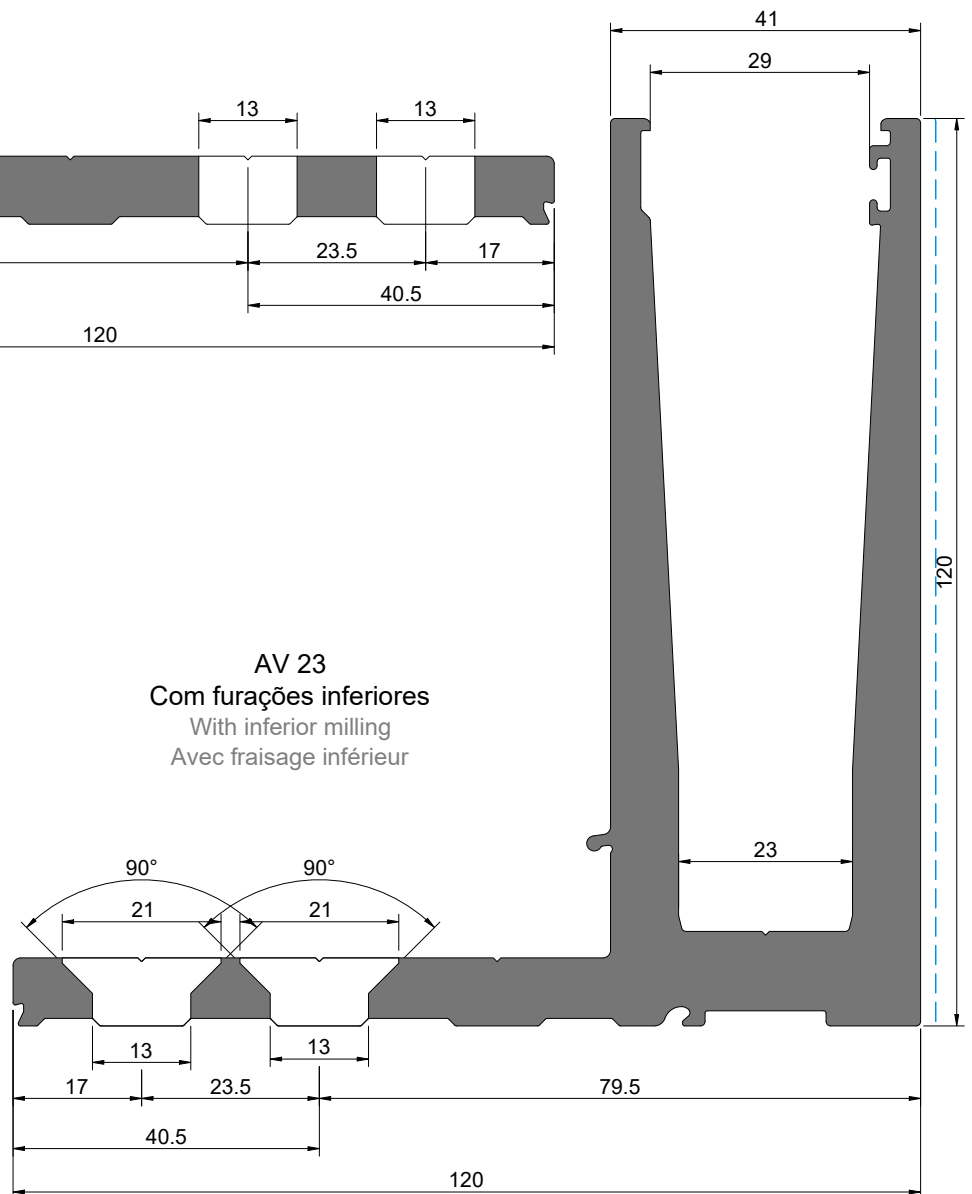 41
29
13 13
23.5 17
40.5
120
120
AV 23
Com furações inferiores
With inferior milling
Avec fraisage inférieur
23
90° 90°
21 21
13 13
17 23.5 79.5
40.5
120